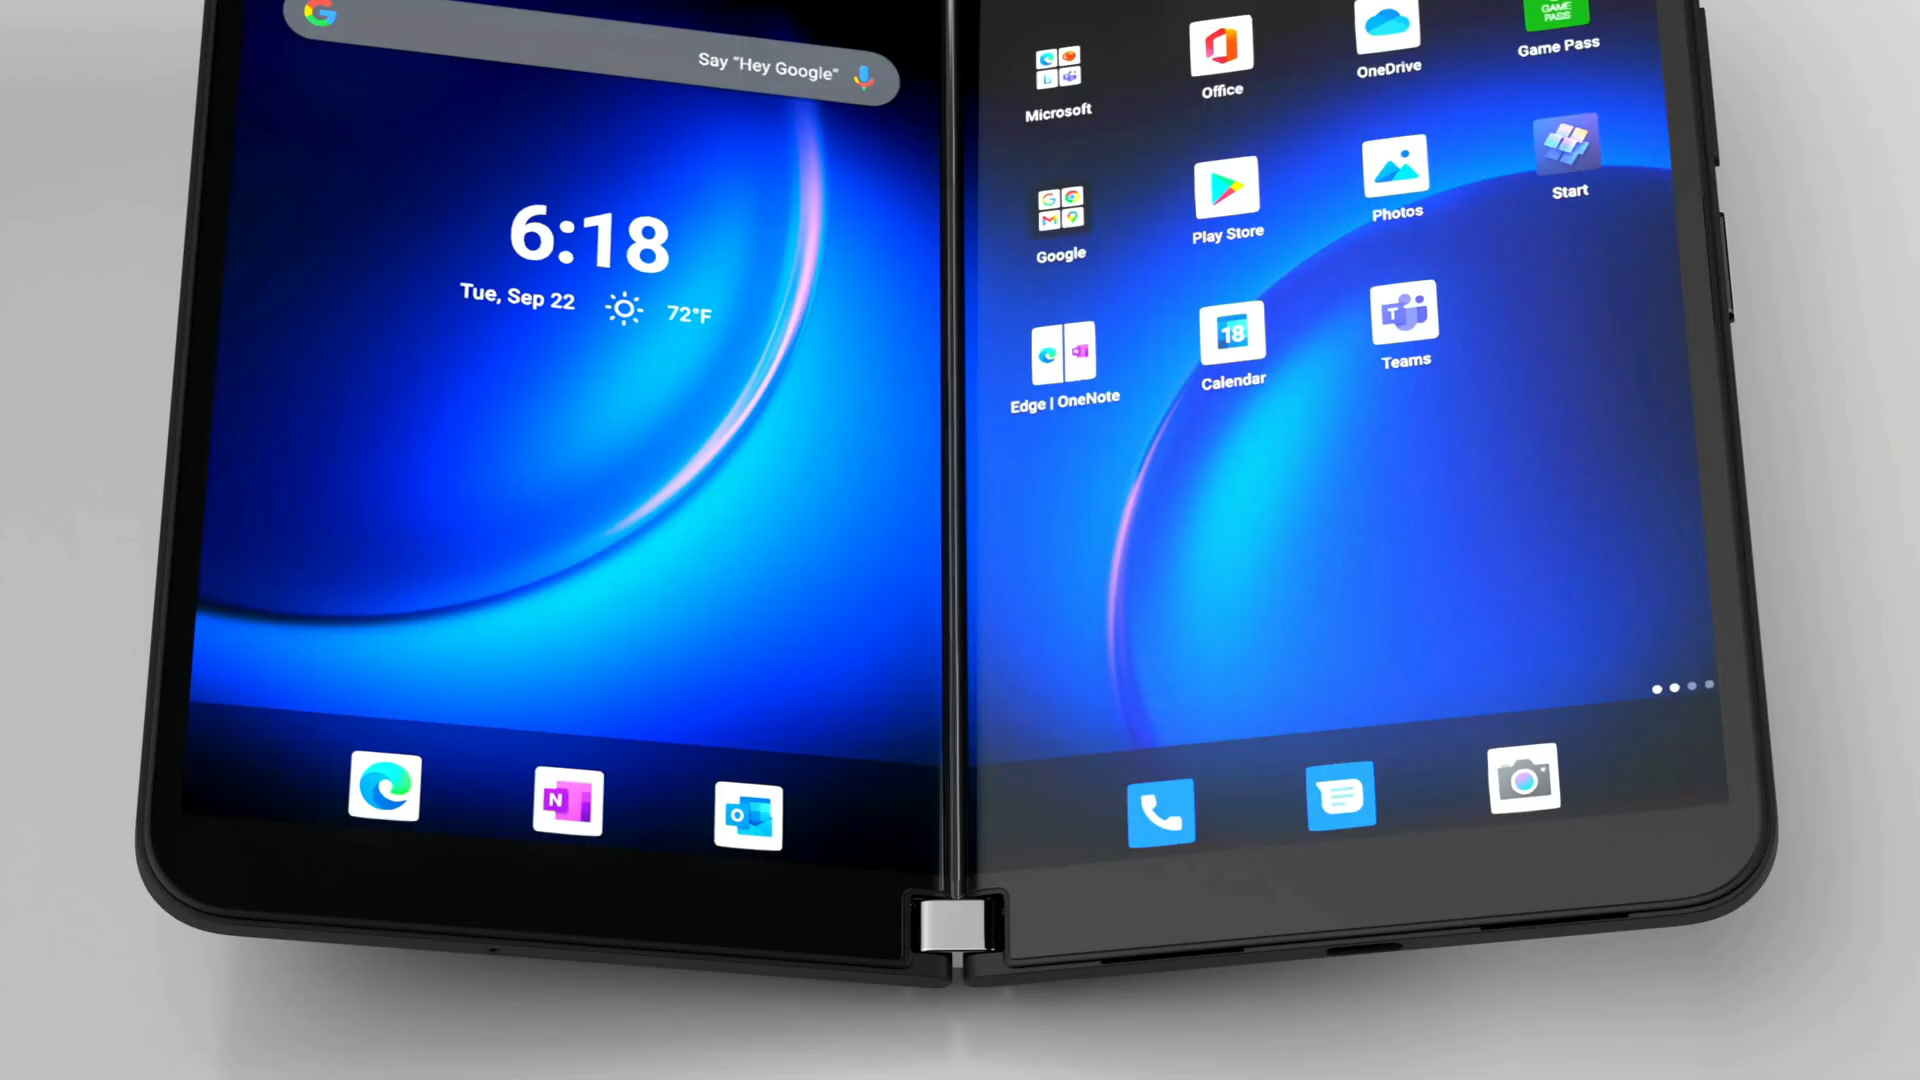 Say "Hey Google"
6:18
Tue, Sep 22
72°F
Microsoft
Office
OneDrive
GAME
PASS
Game Pass
Google
Play Store
Photos
Start
Edge | OneNote
18
Calendar
T
Teams
N
O